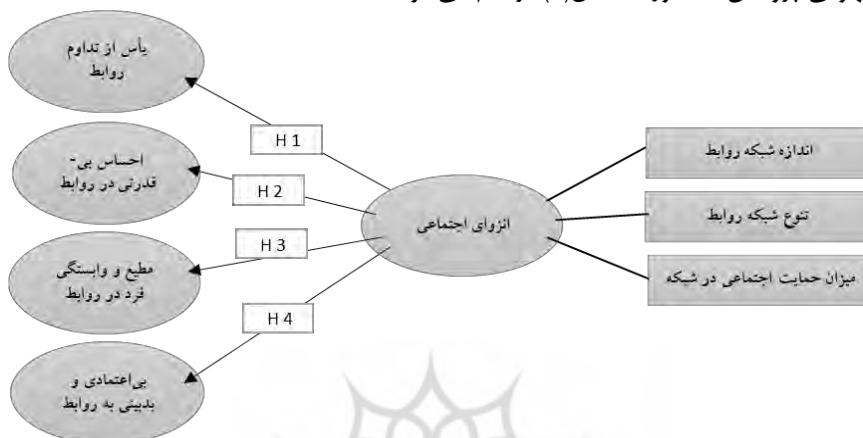 یأس از تداوم
روابط
H 1
احساس بی-
قدرتی در روابط
H 2
مطیع و وابستگی
فرد در روابط
H 3
بی‌اعتمادی و
بدبینی به روابط
H 4
انزوای اجتماعی
اندازه شبکه روابط
تنوع شبکه روابط
میزان حمایت اجتماعی در شبکه